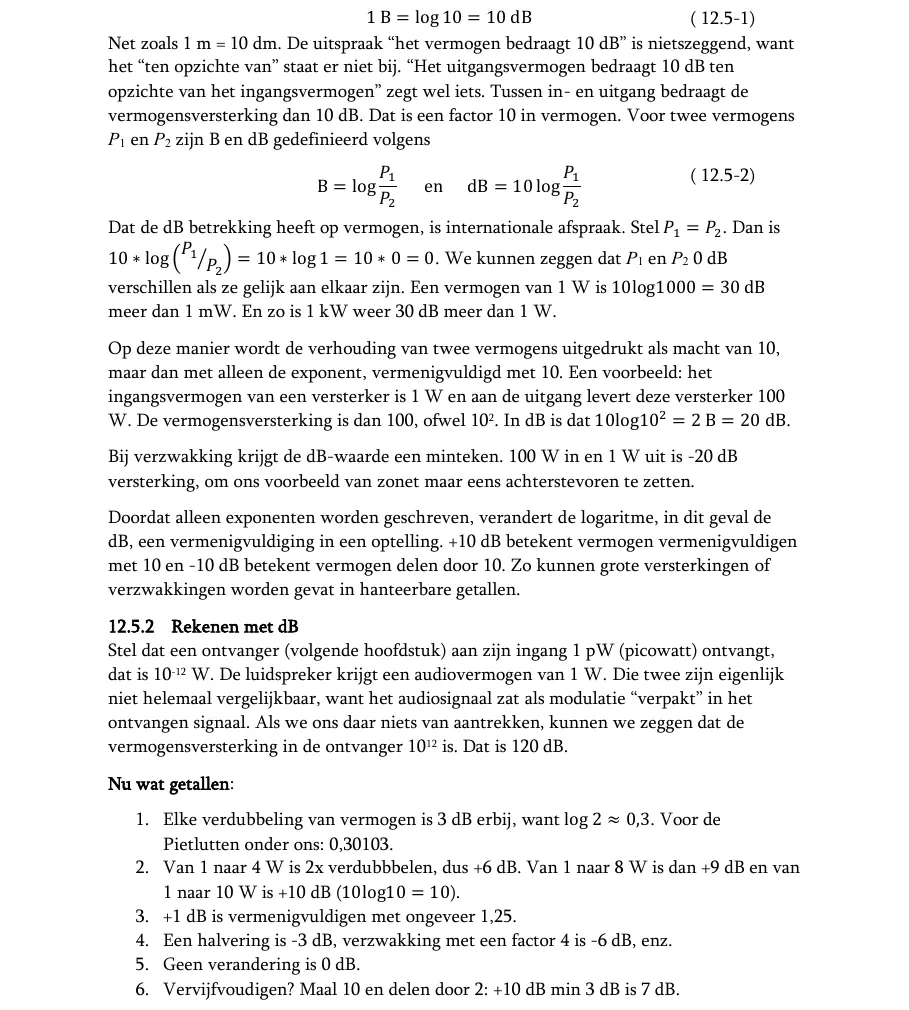 1 B = log 10 = 10 dB ( 12.5-1)
Net zoals 1 m = 10 dm. De uitspraak “het vermogen bedraagt 10 dB” is nietszeggend, want
het “ten opzichte van” staat er niet bij. “Het uitgangsvermogen bedraagt 10 dB ten
opzichte van het ingangsvermogen” zegt wel iets. Tussen in- en uitgang bedraagt de
vermogensversterking dan 10 dB. Dat is een factor 10 in vermogen. Voor twee vermogens
P₁ en P₂ zijn B en dB gedefinieerd volgens
B = log P₁/P₂ en dB = 10 log P₁/P₂ ( 12.5-2)
Dat de dB betrekking heeft op vermogen, is internationale afspraak. Stel P₁ = P₂. Dan is
10 ∗ log (P₁/P₂) = 10 ∗ log 1 = 10 ∗ 0 = 0. We kunnen zeggen dat P₁ en P₂ 0 dB
verschillen als ze gelijk aan elkaar zijn. Een vermogen van 1 W is 10log1000 = 30 dB
meer dan 1 mW. En zo is 1 kW weer 30 dB meer dan 1 W.
Op deze manier wordt de verhouding van twee vermogens uitgedrukt als macht van 10,
maar dan met alleen de exponent, vermenigvuldigd met 10. Een voorbeeld: het
ingangsvermogen van een versterker is 1 W en aan de uitgang levert deze versterker 100
W. De vermogensversterking is dan 100, ofwel 10². In dB is dat 10log10² = 2 B = 20 dB.
Bij verzwakking krijgt de dB-waarde een minteken. 100 W in en 1 W uit is -20 dB
versterking, om ons voorbeeld van zonet maar eens achterstevoren te zetten.
Doordat alleen exponenten worden geschreven, verandert de logaritme, in dit geval de
dB, een vermenigvuldiging in een optelling. +10 dB betekent vermogen vermenigvuldigen
met 10 en -10 dB betekent vermogen delen door 10. Zo kunnen grote versterkingen of
verzwakkingen worden gevat in hanteerbare getallen.
12.5.2 Rekenen met dB
Stel dat een ontvanger (volgende hoofdstuk) aan zijn ingang 1 pW (picowatt) ontvangt,
dat is 10⁻¹² W. De luidspreker krijgt een audiovermogen van 1 W. Die twee zijn eigenlijk
niet helemaal vergelijkbaar, want het audiosignaal zat als modulatie “verpakt” in het
ontvangen signaal. Als we ons daar niets van aantrekken, kunnen we zeggen dat de
vermogensversterking in de ontvanger 10¹² is. Dat is 120 dB.
Nu wat getallen:
1. Elke verdubbeling van vermogen is 3 dB erbij, want log 2 ≈ 0,3. Voor de
Pietlutten onder ons: 0,30103.
2. Van 1 naar 4 W is 2x verdubbbelen, dus +6 dB. Van 1 naar 8 W is dan +9 dB en van
1 naar 10 W is +10 dB (10log10 = 10).
3. +1 dB is vermenigvuldigen met ongeveer 1,25.
4. Een halvering is -3 dB, verzwakking met een factor 4 is -6 dB, enz.
5. Geen verandering is 0 dB.
6. Vervijfvoudigen? Maal 10 en delen door 2: +10 dB min 3 dB is 7 dB.